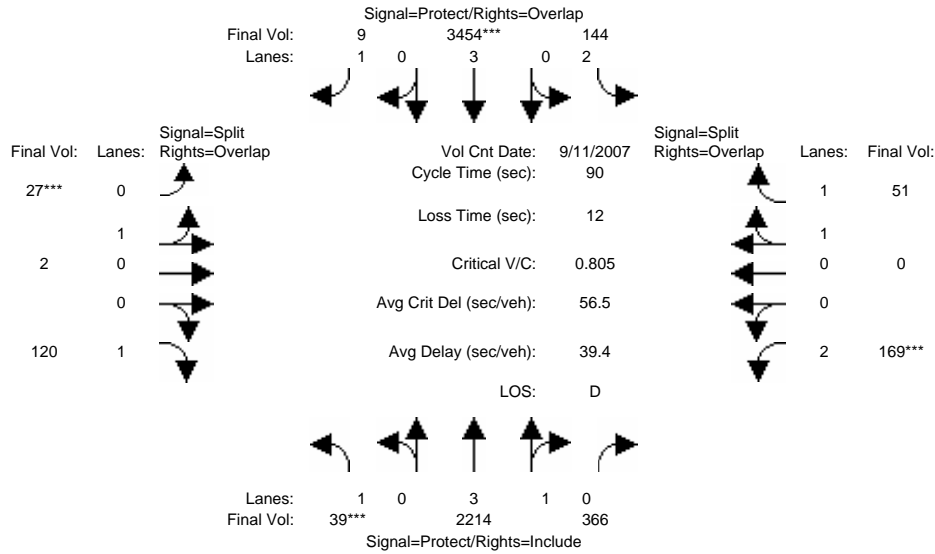 Signal=Protect/Rights=Overlap
Final Vol: 9 3454*** 144
Lanes: 1 0 3 0 2
Signal=Split
Final Vol: Lanes: Rights=Overlap
Vol Cnt Date: 9/11/2007
Signal=Split
Rights=Overlap Lanes: Final Vol:
Cycle Time (sec): 90
27*** 0
1 51
Loss Time (sec): 12
1
1
2 0
Critical V/C: 0.805
0 0
0
Avg Crit Del (sec/veh): 56.5
0
120 1
Avg Delay (sec/veh): 39.4
2 169***
LOS: D
Lanes: 1 0 3 1 0
Final Vol: 39*** 2214 366
Signal=Protect/Rights=Include